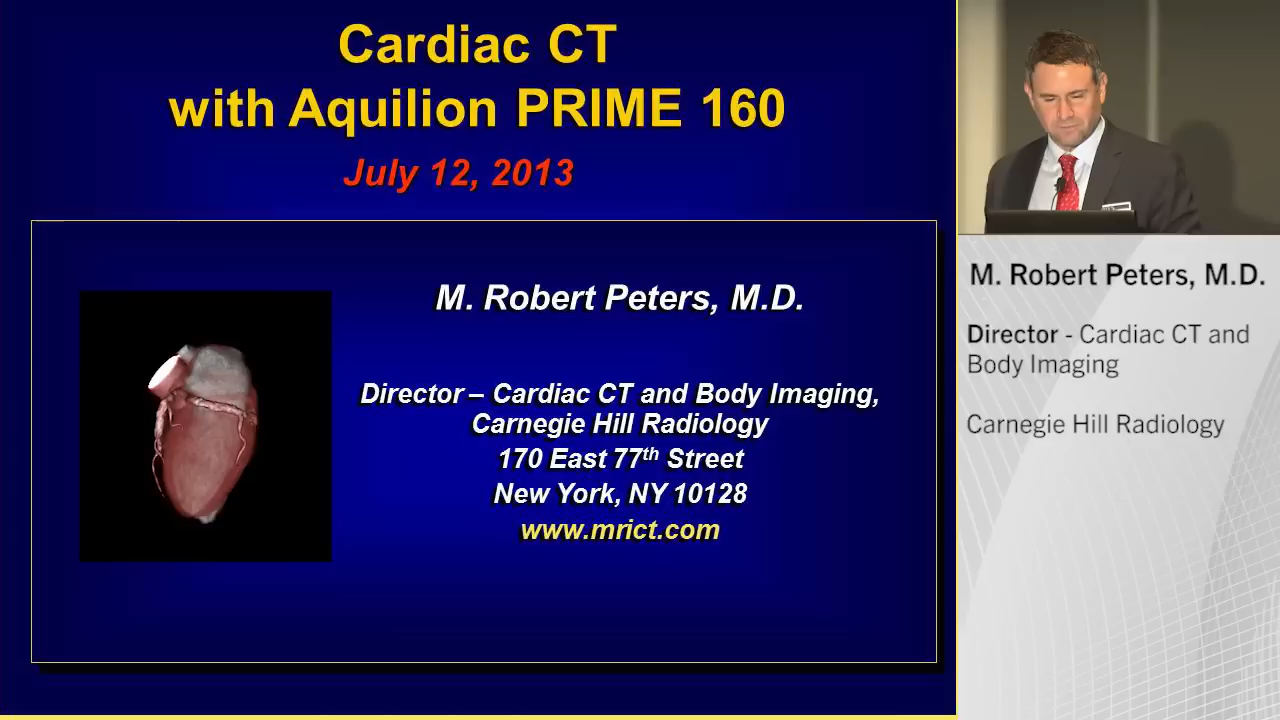 Cardiac CT
with Aquilion PRIME 160
July 12, 2013
M. Robert Peters, M.D.
Director – Cardiac CT and Body Imaging,
Carnegie Hill Radiology
170 East 77th Street
New York, NY 10128
www.mrict.com
M. Robert Peters, M.D.
Director - Cardiac CT and
Body Imaging
Carnegie Hill Radiology